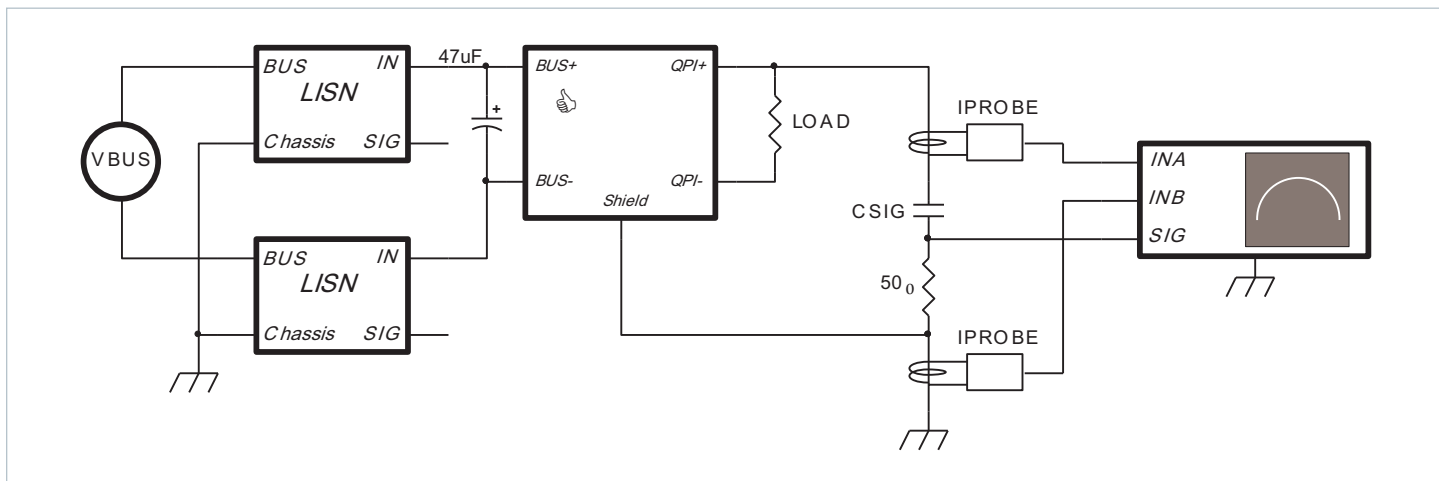 BUS
IN
LISN
Chassis
SIG
VBUS
BUS
IN
LISN
Chassis
SIG
47uF
+
BUS+
QPI+
BUS-
QPI-
Shield
LOAD
CSIG
50 0
IPROBE
IPROBE
INA
INB
SIG